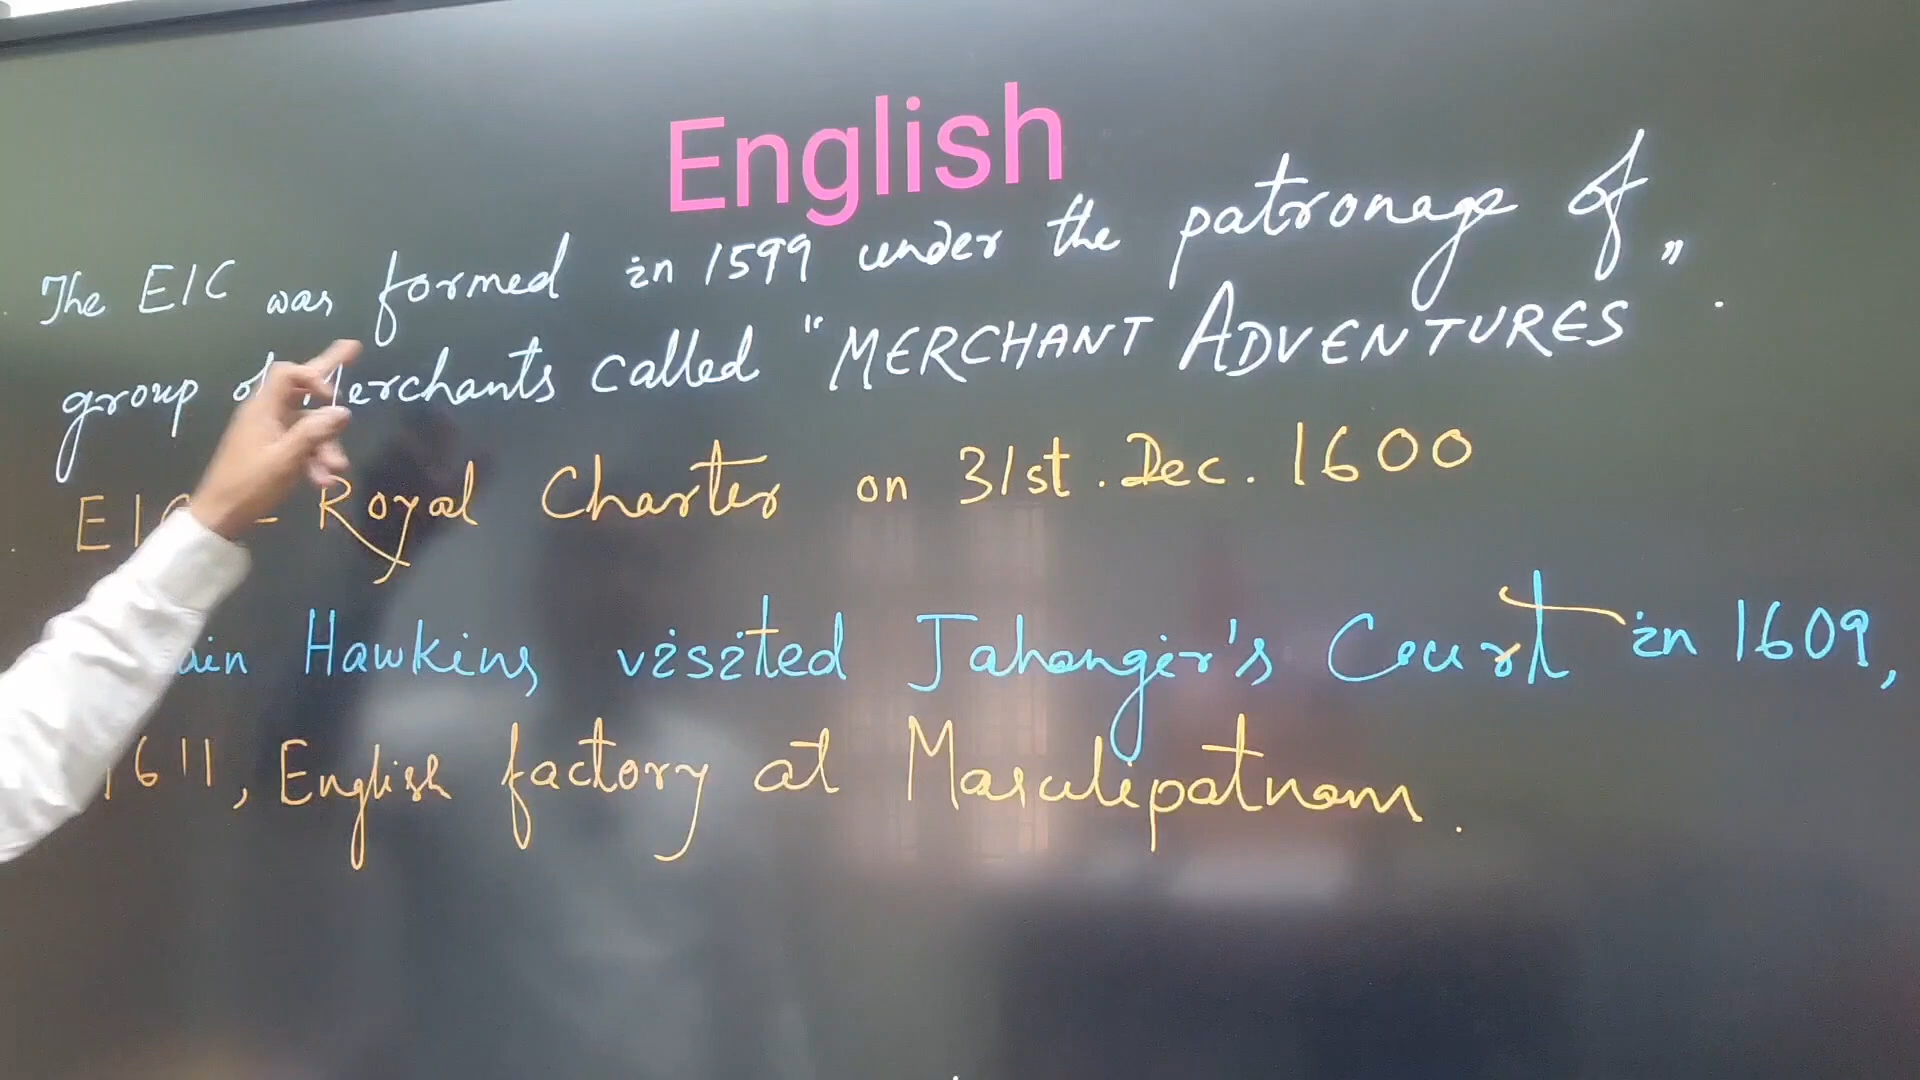 English
The EIC was formed in 1599 under the patronage of
group of Merchants called "MERCHANT ADVENTURES".
- Royal Charter on 31st. Dec. 1600
Hawkins visited Jahangir's Court in 1609,
1611, English factory at Masulipatnam.